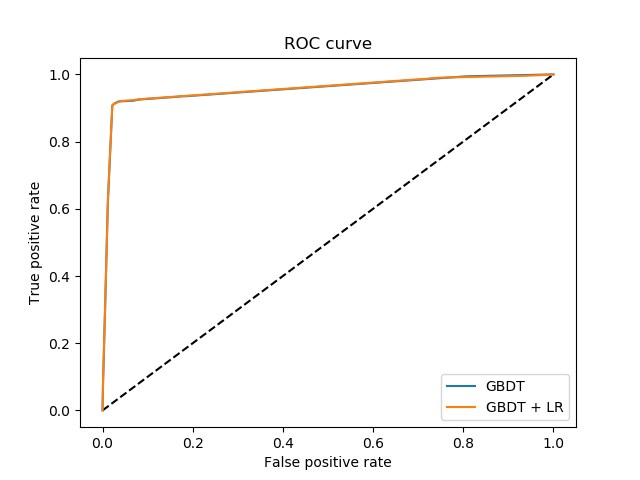 ROC curve
1.0
0.8
0.6
0.4
0.2
0.0
True positive rate
0.0 0.2 0.4 0.6 0.8 1.0
False positive rate
GBDT
GBDT + LR